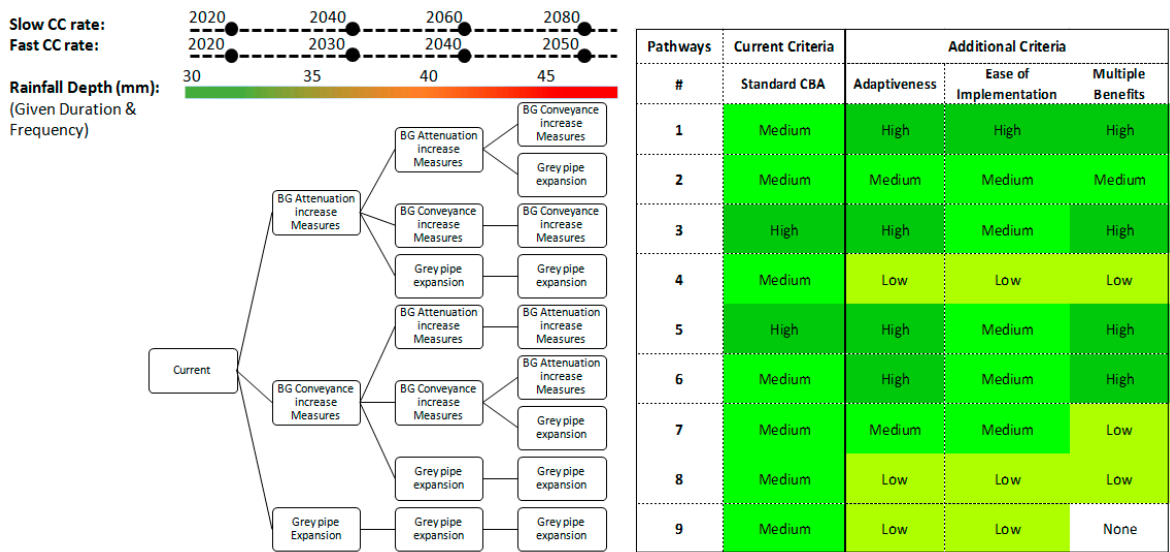 Slow CC rate:
2020 2040 2060 2080
Fast CC rate:
2020 2030 2040 2050
Rainfall Depth (mm):
30 35 40 45
(Given Duration &
Frequency)
Current
BG Attenuation
increase
Measures
BG Conveyance
increase
Measures
Grey pipe
Expansion
BG Attenuation
increase
Measures
BG Conveyance
increase
Measures
Grey pipe
expansion
BG Attenuation
increase
Measures
BG Conveyance
increase
Measures
Grey pipe
expansion
Grey pipe
expansion
BG Conveyance
increase
Measures
Grey pipe
expansion
BG Conveyance
increase
Measures
Grey pipe
expansion
BG Attenuation
increase
Measures
BG Attenuation
increase
Measures
Grey pipe
expansion
Grey pipe
expansion
Grey pipe
expansion
Pathways Current Criteria Additional Criteria
# Standard CBA Adaptiveness Ease of
Implementation Multiple
Benefits
1 Medium High High High
2 Medium Medium Medium Medium
3 High High Medium High
4 Medium Low Low Low
5 High High Medium High
6 Medium High Medium High
7 Medium Medium Medium Low
8 Medium Low Low Low
9 Medium Low Low None